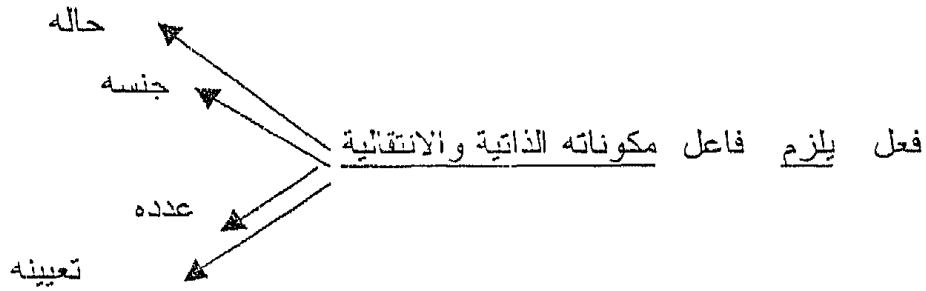 حاله
جنسه
فعل يلزم فاعل مكوناته الذاتية والانتقالية
عدده
تعيينه